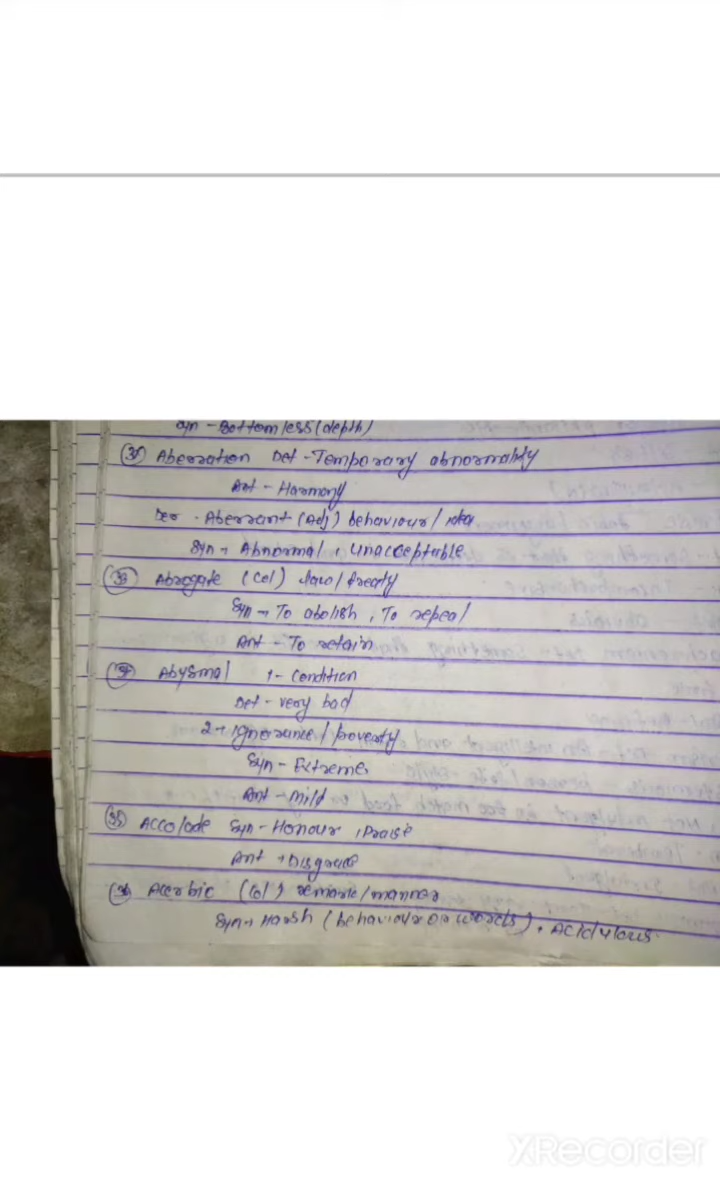 Syn - Bottomless (depth)
Aberration Def - Temporary abnormality
Ant - Harmony
Der - Aberrant (Adj) behaviour/
Syn → Abnormal, Unacceptable
Abrogate (Col) law/treaty
Syn → To abolish, To repeal
Ant - To retain
Abysmal 1 - Condition
Def - very bad
2 → ignorance/poverty
Syn - Extreme
Ant - Mild
35 Accolade Syn - Honour, Praise
Ant → Disgrace
36 Acerbic (Col) remark/manner
Syn → Harsh (behaviour or words), Acidulous
XRecorder